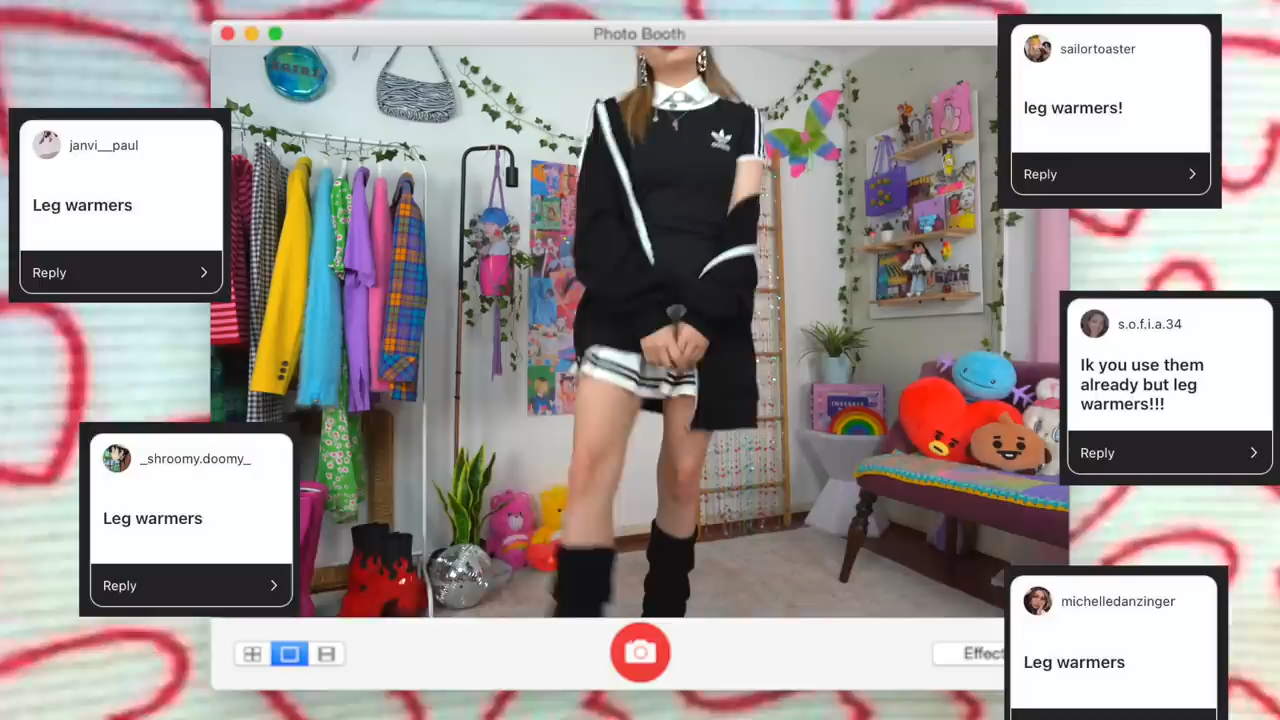 Photo Booth
sailortoaster
leg warmers!
Reply
janvi__paul
Leg warmers
Reply
s.o.f.i.a.34
Ik you use them
already but leg
warmers!!!
Reply
_shroomy.doomy_
Leg warmers
Reply
michelledanzinger
Leg warmers
Effect